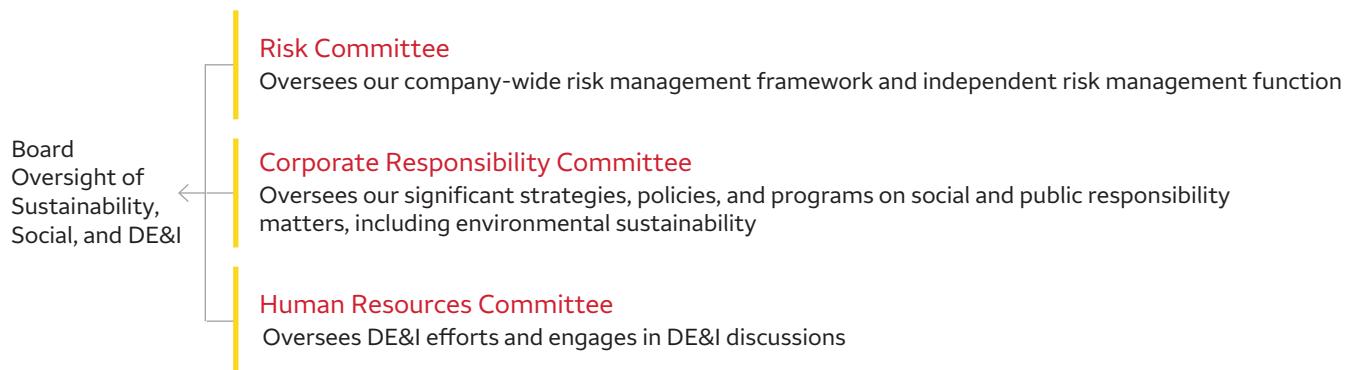 Board
Oversight of
Sustainability,
Social, and DE&I
Risk Committee
Oversees our company-wide risk management framework and independent risk management function
Corporate Responsibility Committee
Oversees our significant strategies, policies, and programs on social and public responsibility
matters, including environmental sustainability
Human Resources Committee
Oversees DE&I efforts and engages in DE&I discussions